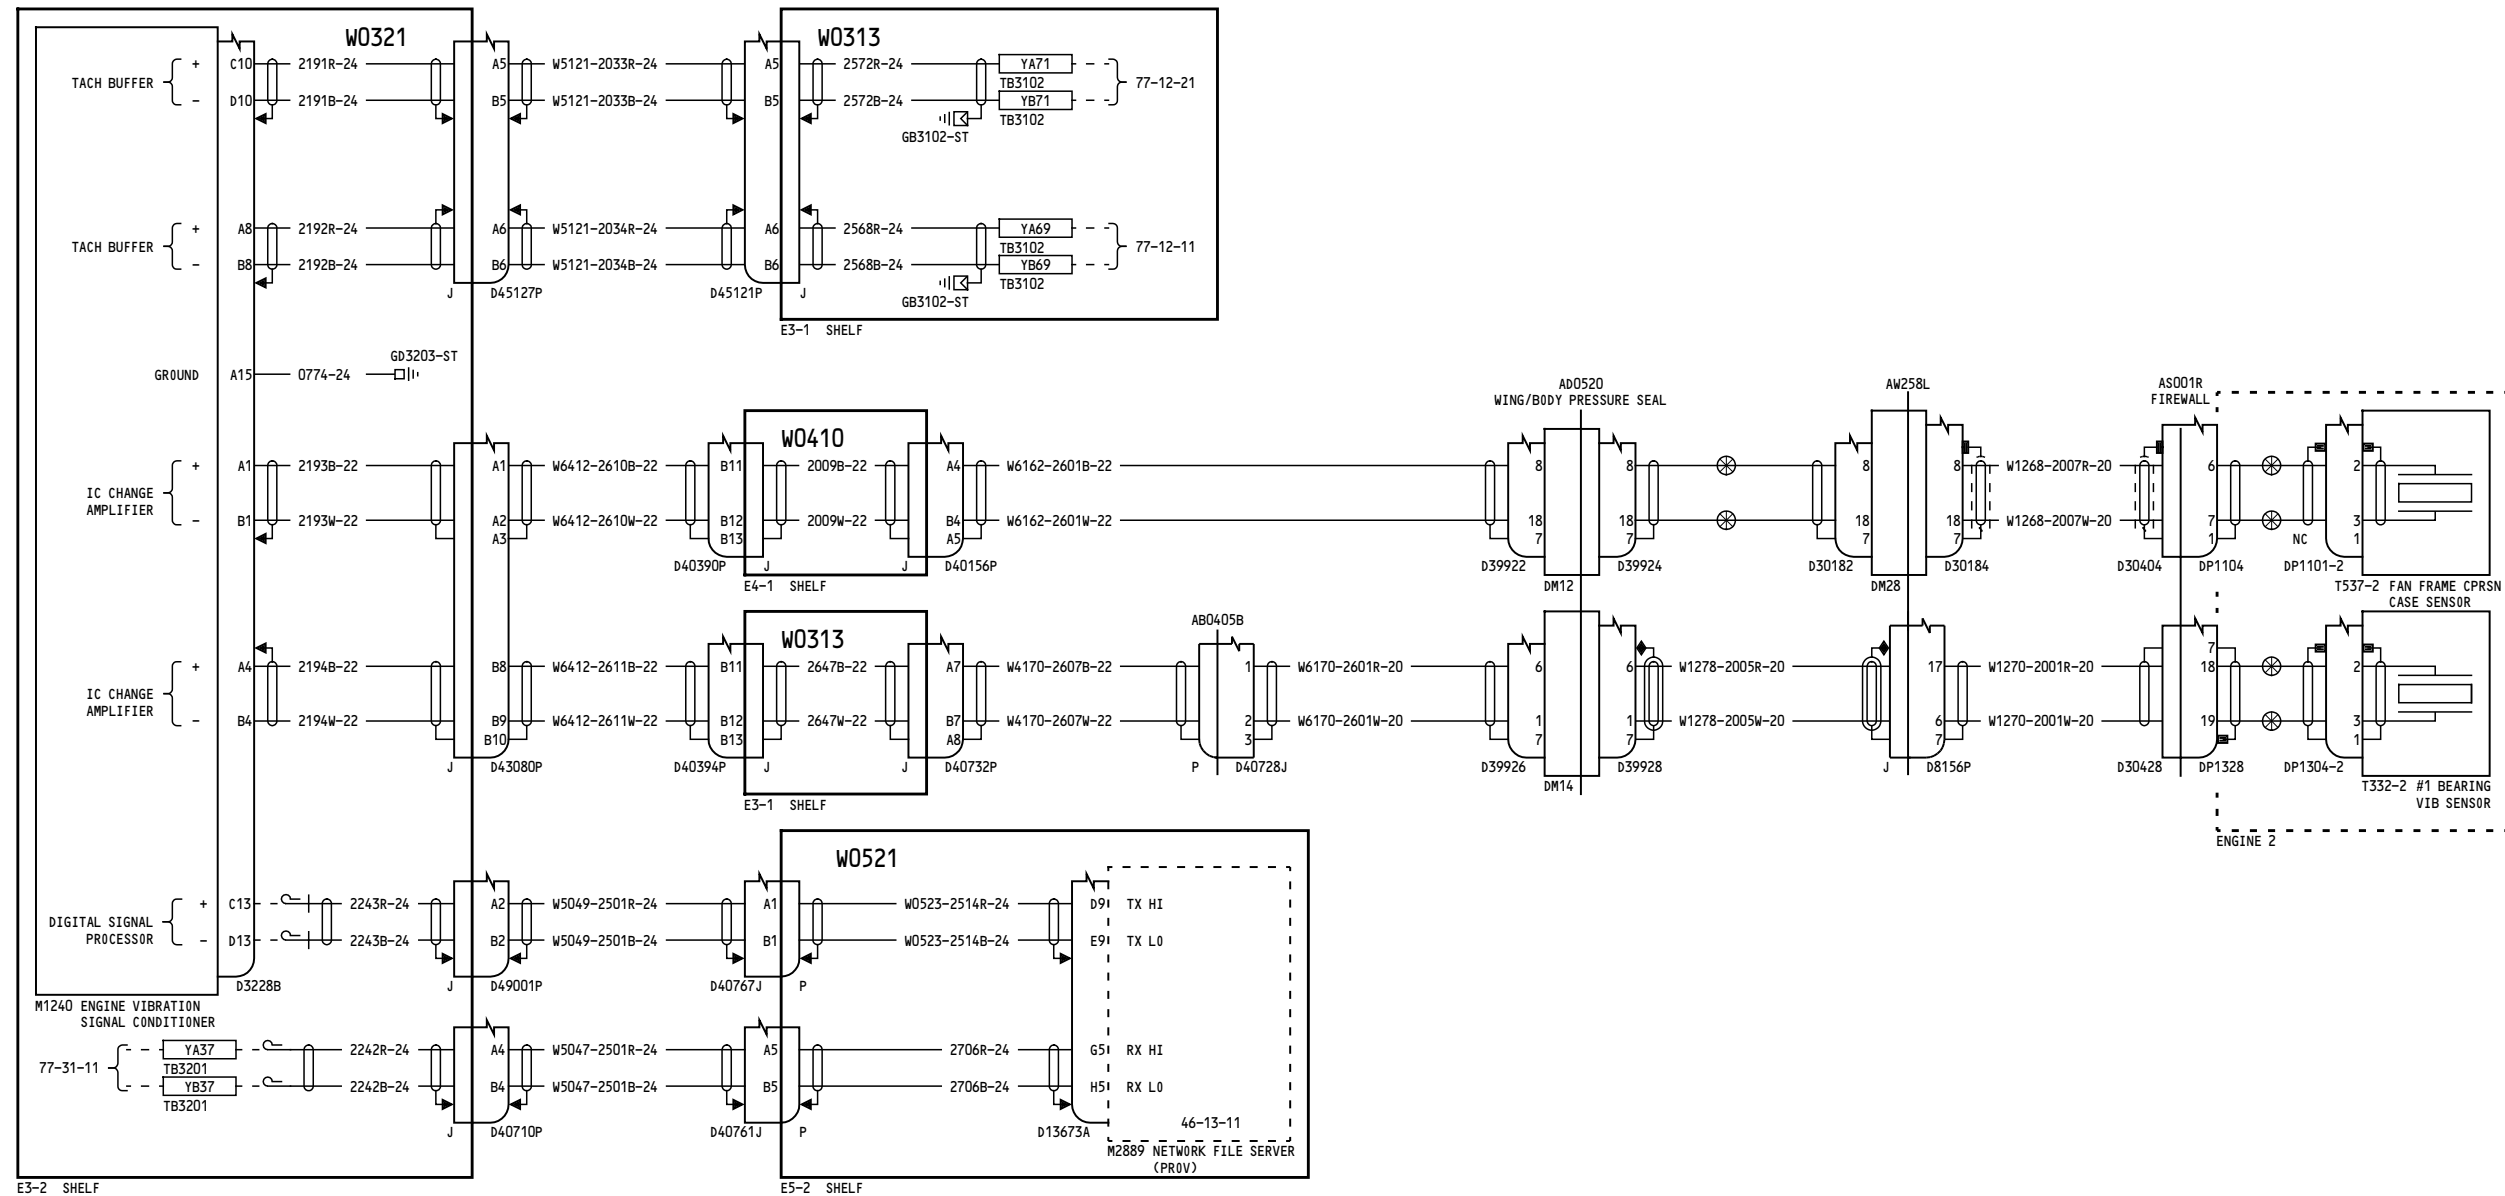 W0321
W0313
TACH BUFFER + C10 2191R-24 A5 W5121-2033R-24 A5 2572R-24 YA71 TB3102 77-12-21
- D10 2191B-24 B5 W5121-2033B-24 B5 2572B-24 YB71 TB3102
GB3102-ST
TACH BUFFER + A8 2192R-24 A6 W5121-2034R-24 A6 2568R-24 YA69 TB3102 77-12-11
- B8 2192B-24 B6 W5121-2034B-24 B6 2568B-24 YB69 TB3102
GB3102-ST
J D45127P D45121P J
E3-1 SHELF
GD3203-ST
GROUND A15 0774-24
AD0520
WING/BODY PRESSURE SEAL
AW258L
AS001R
FIREWALL
W0410
IC CHANGE
AMPLIFIER
+ A1 2193B-22 A1 W6412-2610B-22 B11 2009B-22 A4 W6162-2601B-22 8 8 8 8 W1268-2007R-20 6 2
- B1 2193W-22 A2 W6412-2610W-22 B12 2009W-22 B4 W6162-2601W-22 18 18 18 18 W1268-2007W-20 7 3
A3 B13 A5 7 7 7 7 1 NC 1
D40390P J J D40156P D39922 D39924 D30182 D30184 D30404 DP1104 DP1101-2
E4-1 SHELF
DM12
DM28
T537-2 FAN FRAME CPRSN
CASE SENSOR
W0313
AB0405B
IC CHANGE
AMPLIFIER
7
+ A4 2194B-22 B8 W6412-2611B-22 B11 2647B-22 A7 W4170-2607B-22 1 W6170-2601R-20 6 6 W1278-2005R-20 17 W1270-2001R-20 18 2
- B4 2194W-22 B9 W6412-2611W-22 B12 2647W-22 B7 W4170-2607W-22 2 W6170-2601W-20 1 1 W1278-2005W-20 6 W1270-2001W-20 19 3
B10 B13 A8 3 7 7 7 1
J D43080P D40394P J J D40732P P D40728J D39926 D39928 J D8156P D30428 DP1328 DP1304-2
DM14
T332-2 #1 BEARING
VIB SENSOR
E3-1 SHELF
ENGINE 2
W0521
DIGITAL SIGNAL
PROCESSOR
+ C13 2243R-24 A2 W5049-2501R-24 A1 W0523-2514R-24 D9 TX HI
- D13 2243B-24 B2 W5049-2501B-24 B1 W0523-2514B-24 E9 TX LO
D3228B J D49001P D40767J P
M1240 ENGINE VIBRATION
SIGNAL CONDITIONER
77-31-11
YA37 TB3201 2242R-24 A4 W5047-2501R-24 A5 2706R-24 G5 RX HI
YB37 TB3201 2242B-24 B4 W5047-2501B-24 B5 2706B-24 H5 RX LO
46-13-11
J D40710P D40761J P D13673A
M2889 NETWORK FILE SERVER
(PROV)
E3-2 SHELF
E5-2 SHELF